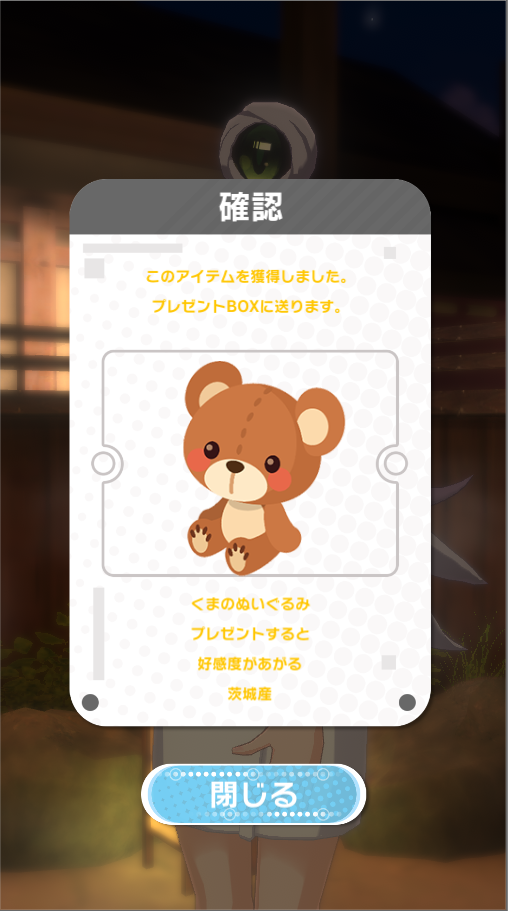 確認
このアイテムを獲得しました。
プレゼントBOXに送ります。
くまのぬいぐるみ
プレゼントすると
好感度があがる
茨城産
閉じる